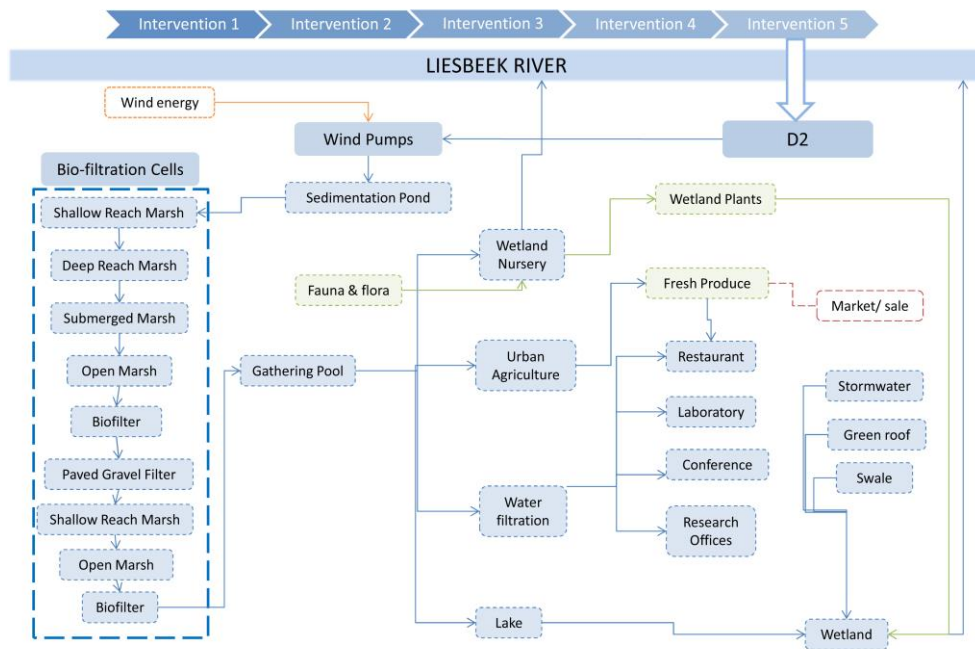 Intervention 1
Intervention 2
Intervention 3
Intervention 4
Intervention 5
LIESBEEK RIVER
Wind energy
Wind Pumps
D2
Bio-filtration Cells
Sedimentation Pond
Shallow Reach Marsh
Deep Reach Marsh
Submerged Marsh
Open Marsh
Biofilter
Paved Gravel Filter
Shallow Reach Marsh
Open Marsh
Biofilter
Gathering Pool
Fauna & flora
Wetland
Nursery
Wetland Plants
Urban
Agriculture
Fresh Produce
Market/ sale
Water
filtration
Restaurant
Laboratory
Conference
Research
Offices
Stormwater
Green roof
Swale
Lake
Wetland